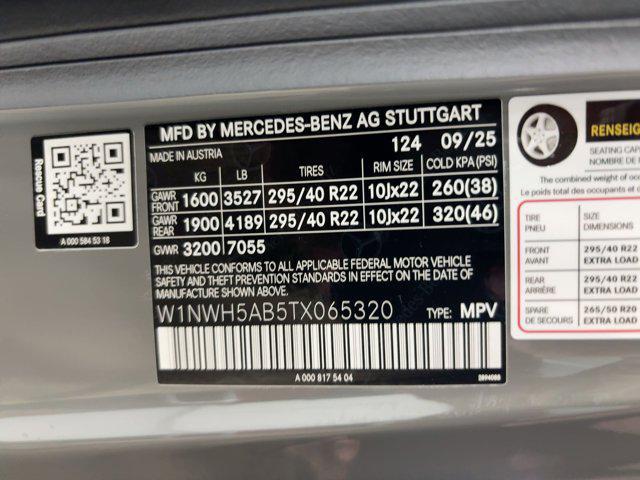 MFD BY MERCEDES-BENZ AG STUTTGART
MADE IN AUSTRIA 124 09/25
KG LB TIRES RIM SIZE COLD KPA (PSI)
GAWR FRONT 1600 3527 295/40 R22 10Jx22 260(38)
GAWR REAR 1900 4189 295/40 R22 10Jx22 320(46)
GVWR 3200 7055
THIS VEHICLE CONFORMS TO ALL APPLICABLE FEDERAL MOTOR VEHICLE
SAFETY AND THEFT PREVENTION STANDARDS IN EFFECT ON THE DATE
OF MANUFACTURE SHOWN ABOVE.
W1NWH5AB5TX065320 TYPE: MPV
A 000 817 54 04
Rescue Card
A 000 584 53 18
RENSEIG
SEATING CAP
NOMBRE DE
The combined weight of
Le poids total des occupants et d
TIRE PNEU SIZE DIMENSIONS
FRONT AVANT 295/40 R22 EXTRA LOAD
REAR ARRIÈRE 295/40 R22 EXTRA LOAD
SPARE DE SECOURS 265/50 R20 EXTRA LOAD